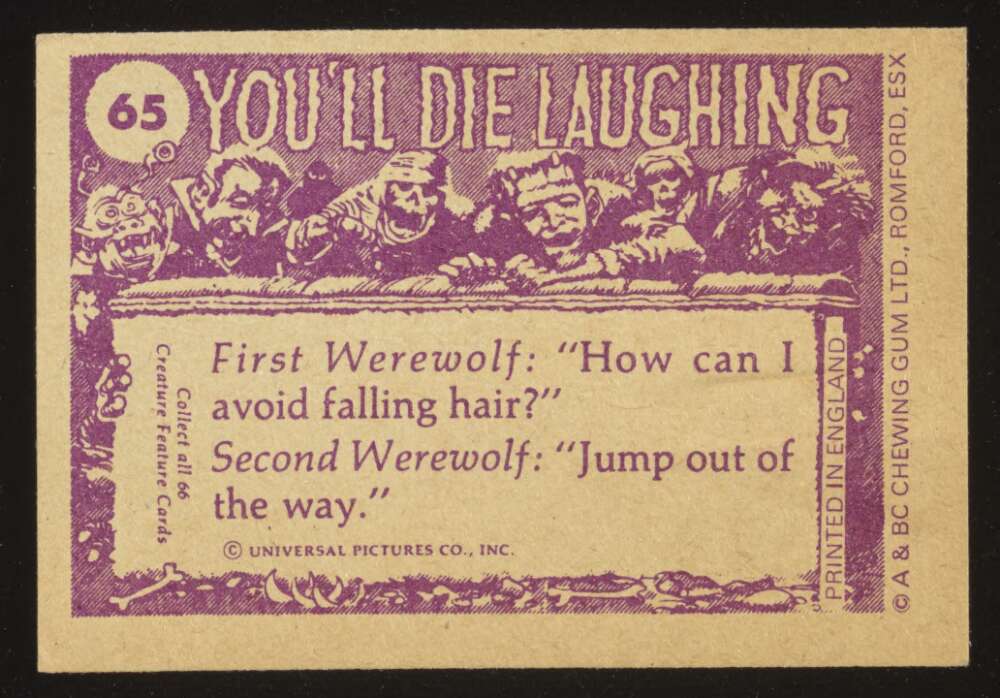 65
YOU'LL DIE LAUGHING
First Werewolf: "How can I
avoid falling hair?"
Second Werewolf: "Jump out of
the way."
© UNIVERSAL PICTURES CO., INC.
Collect all 66
Creature Feature Cards
PRINTED IN ENGLAND
© A & BC CHEWING GUM LTD., ROMFORD, ESX